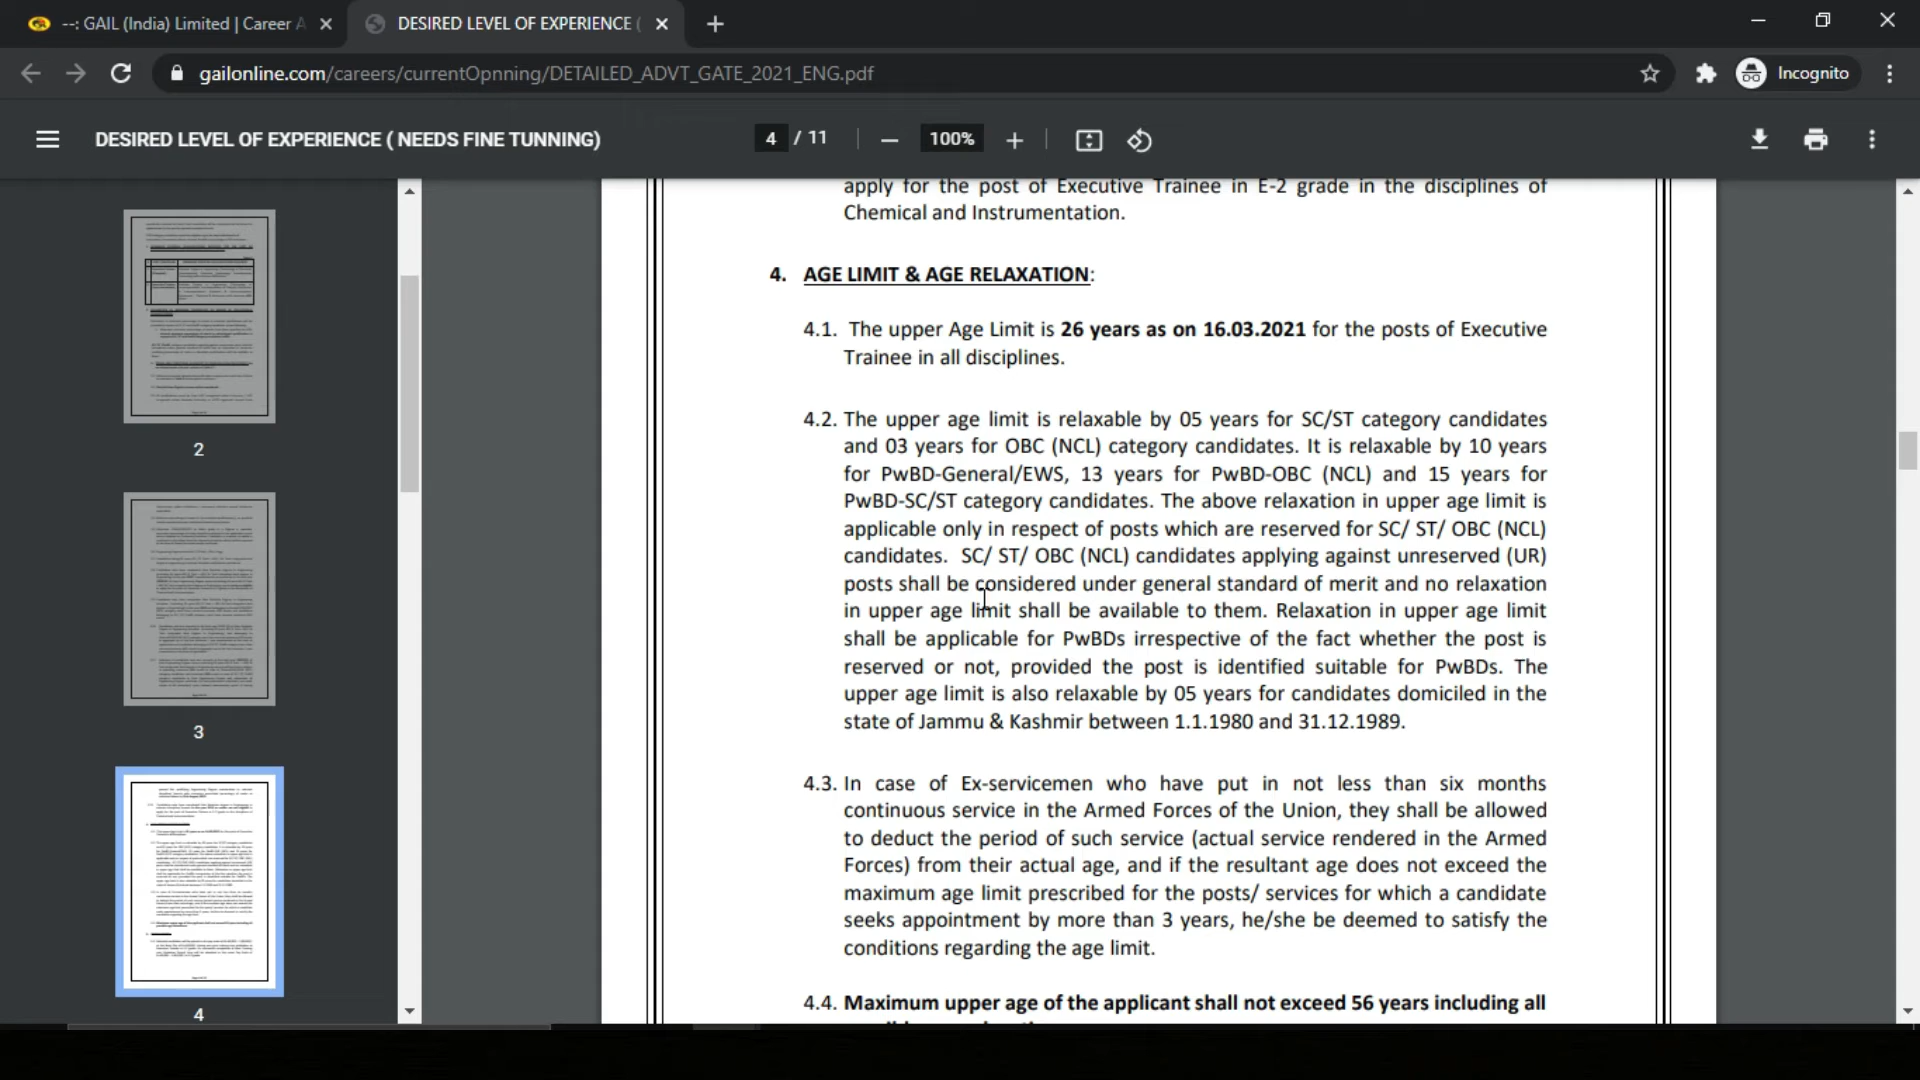 --: GAIL (India) Limited | Career A
DESIRED LEVEL OF EXPERIENCE (
gailonline.com/careers/currentOpnning/DETAILED_ADVT_GATE_2021_ENG.pdf
Incognito
DESIRED LEVEL OF EXPERIENCE ( NEEDS FINE TUNNING)
4 / 11
100%
2
3
4
apply for the post of Executive Trainee in E-2 grade in the disciplines of
Chemical and Instrumentation.
4. AGE LIMIT & AGE RELAXATION:
4.1. The upper Age Limit is 26 years as on 16.03.2021 for the posts of Executive
Trainee in all disciplines.
4.2. The upper age limit is relaxable by 05 years for SC/ST category candidates
and 03 years for OBC (NCL) category candidates. It is relaxable by 10 years
for PwBD-General/EWS, 13 years for PwBD-OBC (NCL) and 15 years for
PwBD-SC/ST category candidates. The above relaxation in upper age limit is
applicable only in respect of posts which are reserved for SC/ ST/ OBC (NCL)
candidates. SC/ ST/ OBC (NCL) candidates applying against unreserved (UR)
posts shall be considered under general standard of merit and no relaxation
in upper age limit shall be available to them. Relaxation in upper age limit
shall be applicable for PwBDs irrespective of the fact whether the post is
reserved or not, provided the post is identified suitable for PwBDs. The
upper age limit is also relaxable by 05 years for candidates domiciled in the
state of Jammu & Kashmir between 1.1.1980 and 31.12.1989.
4.3. In case of Ex-servicemen who have put in not less than six months
continuous service in the Armed Forces of the Union, they shall be allowed
to deduct the period of such service (actual service rendered in the Armed
Forces) from their actual age, and if the resultant age does not exceed the
maximum age limit prescribed for the posts/ services for which a candidate
seeks appointment by more than 3 years, he/she be deemed to satisfy the
conditions regarding the age limit.
4.4. Maximum upper age of the applicant shall not exceed 56 years including all